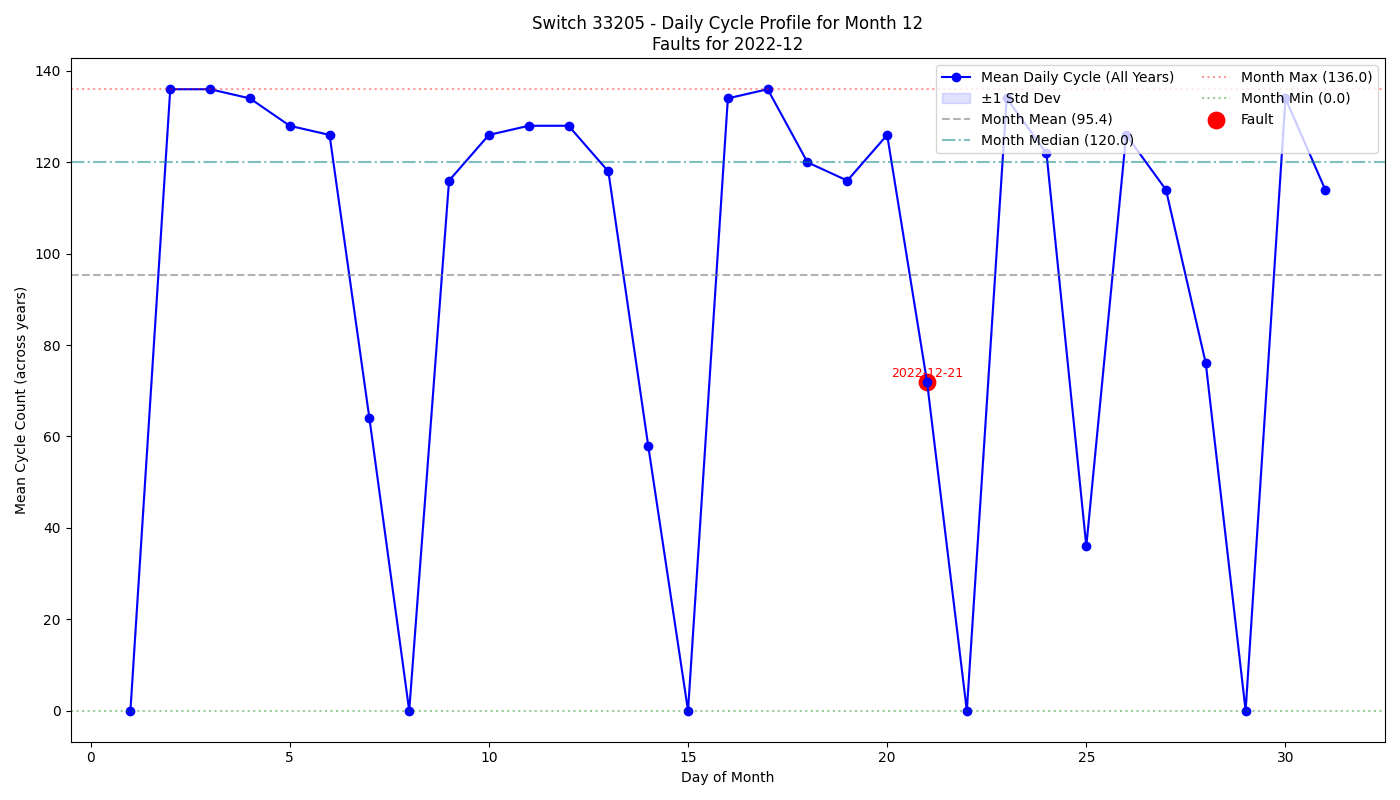 Switch 33205 - Daily Cycle Profile for Month 12
Faults for 2022-12
Mean Daily Cycle (All Years)
±1 Std Dev
Month Mean (95.4)
Month Median (120.0)
Month Max (136.0)
Month Min (0.0)
Fault
Mean Cycle Count (across years)
140
120
100
80
60
40
20
0
2022-12-21
0
5
10
15
20
25
30
Day of Month